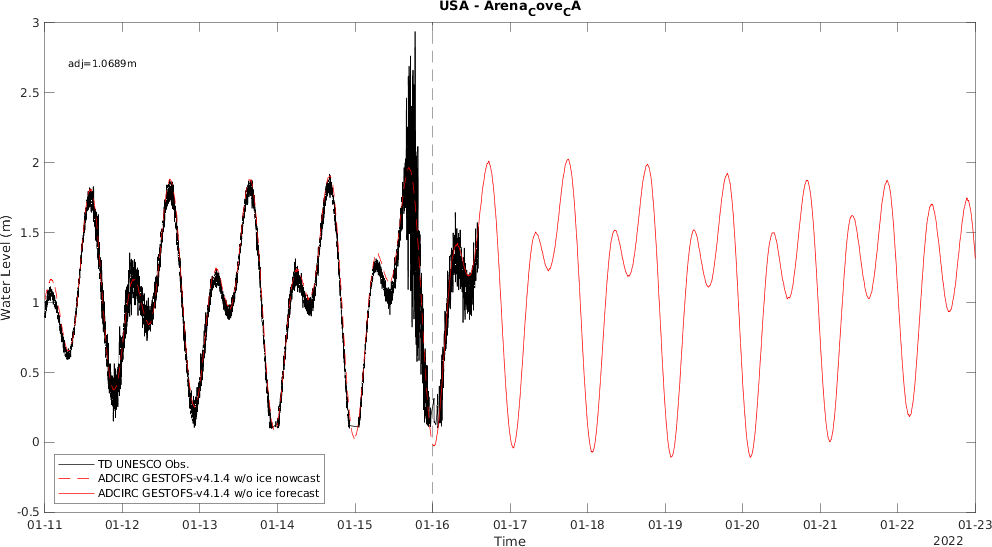 USA - ArenaCoveCA
adj=1.0689m
3
2.5
2
1.5
1
0.5
0
-0.5
Water Level (m)
TD UNESCO Obs.
ADCIRC GESTOFS-v4.1.4 w/o ice nowcast
ADCIRC GESTOFS-v4.1.4 w/o ice forecast
01-11 01-12 01-13 01-14 01-15 01-16 01-17 01-18 01-19 01-20 01-21 01-22 01-23
Time
2022